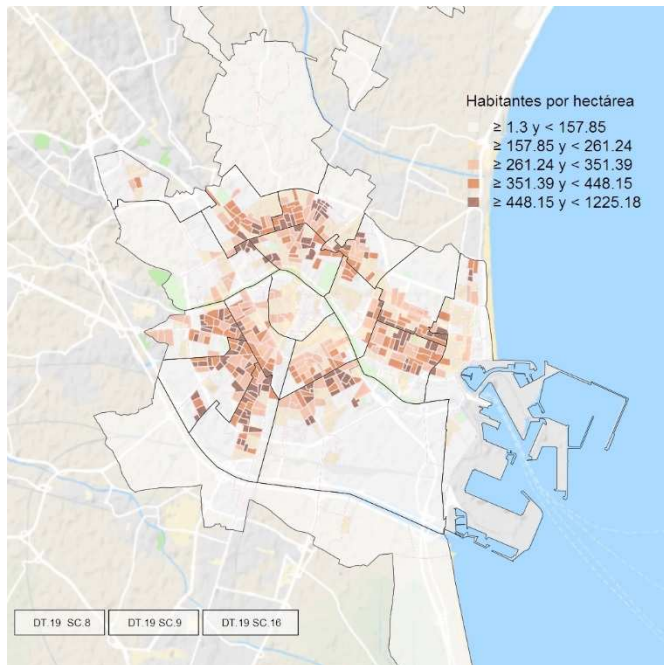 Habitantes por hectárea
≥ 1.3 y < 157.85
≥ 157.85 y < 261.24
≥ 261.24 y < 351.39
≥ 351.39 y < 448.15
≥ 448.15 y < 1225.18
DT.19 SC.8 DT.19 SC.9 DT.19 SC.16